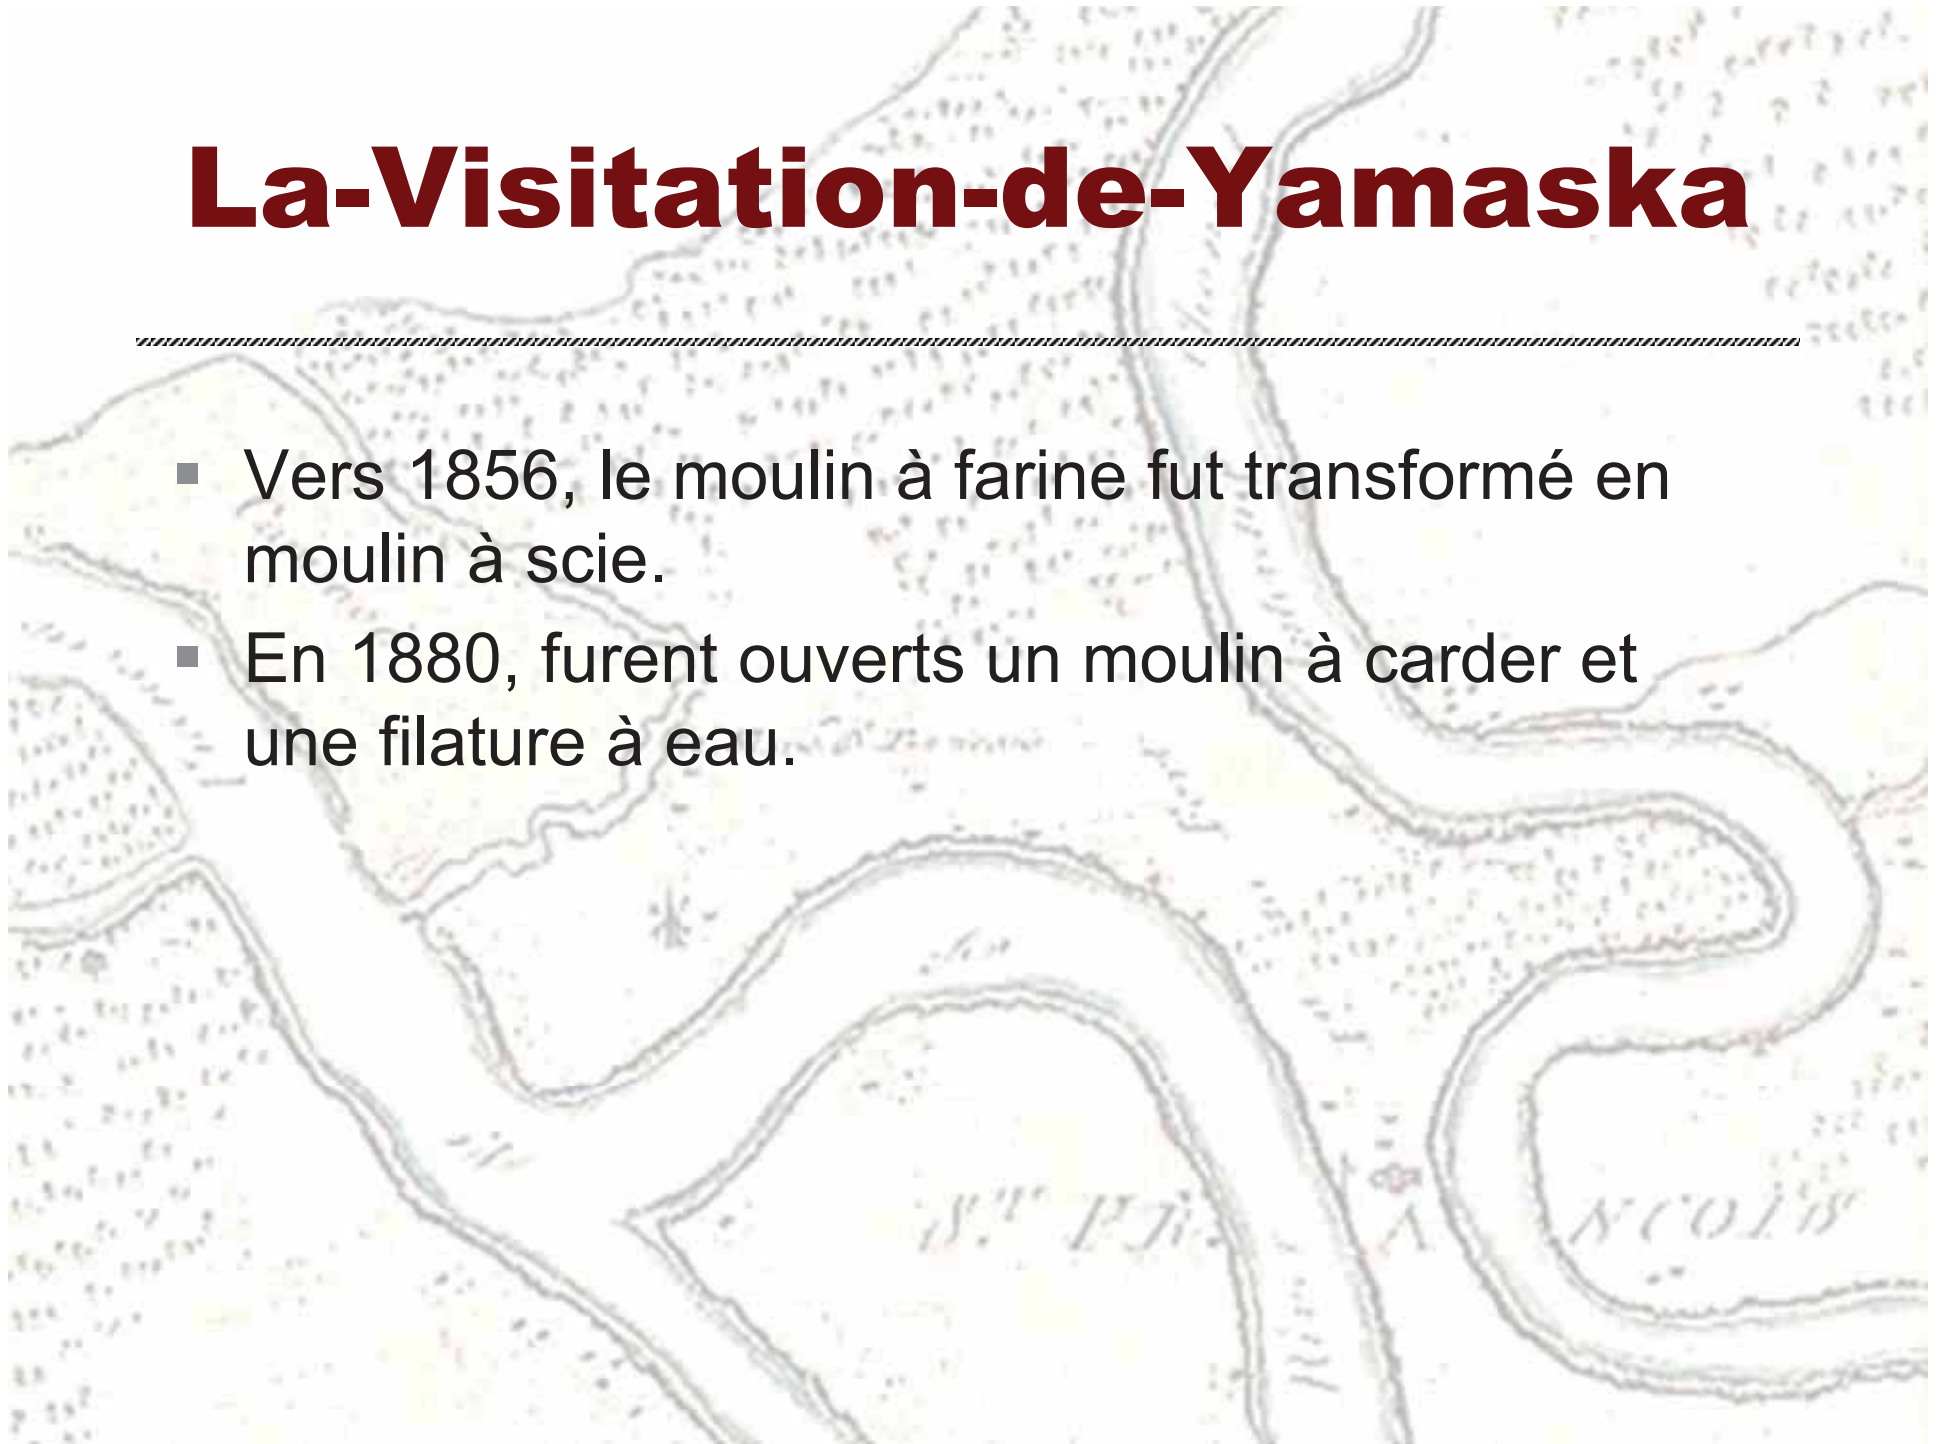 La-Visitation-de-Yamaska
▪ Vers 1856, le moulin à farine fut transformé en
moulin à scie.
▪ En 1880, furent ouverts un moulin à carder et
une filature à eau.